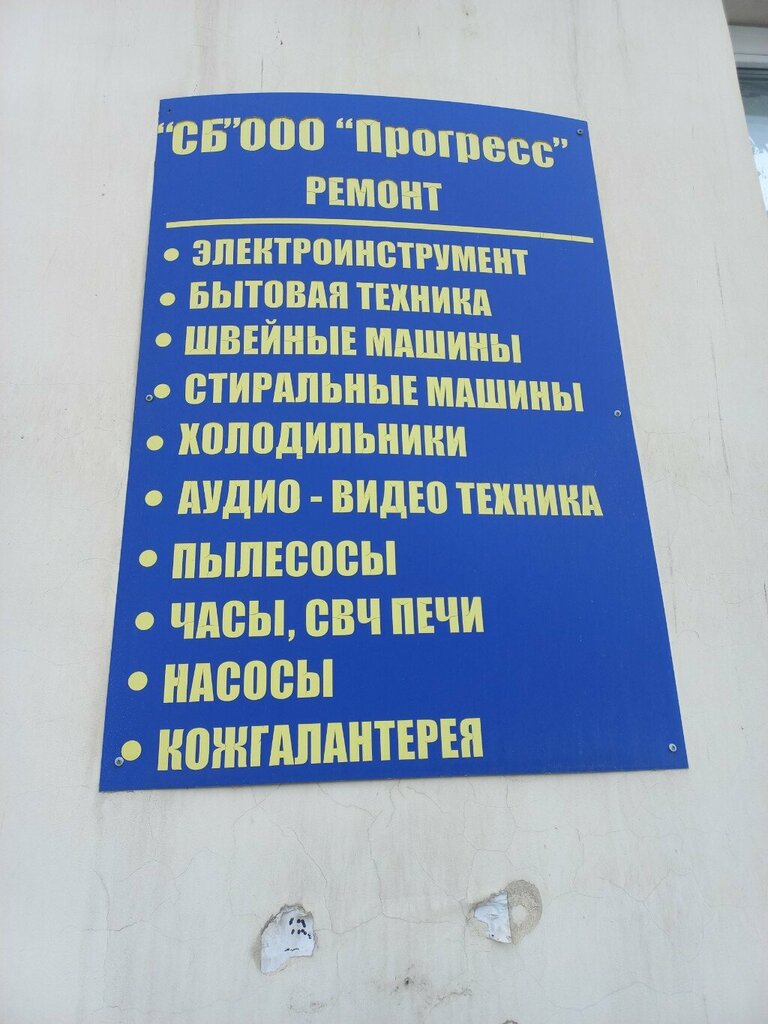 "СБ"ООО "Прогресс"
РЕМОНТ
• ЭЛЕКТРОИНСТРУМЕНТ
• БЫТОВАЯ ТЕХНИКА
• ШВЕЙНЫЕ МАШИНЫ
• СТИРАЛЬНЫЕ МАШИНЫ
• ХОЛОДИЛЬНИКИ
• АУДИО - ВИДЕО ТЕХНИКА
• ПЫЛЕСОСЫ
• ЧАСЫ, СВЧ ПЕЧИ
• НАСОСЫ
• КОЖГАЛАНТЕРЕЯ